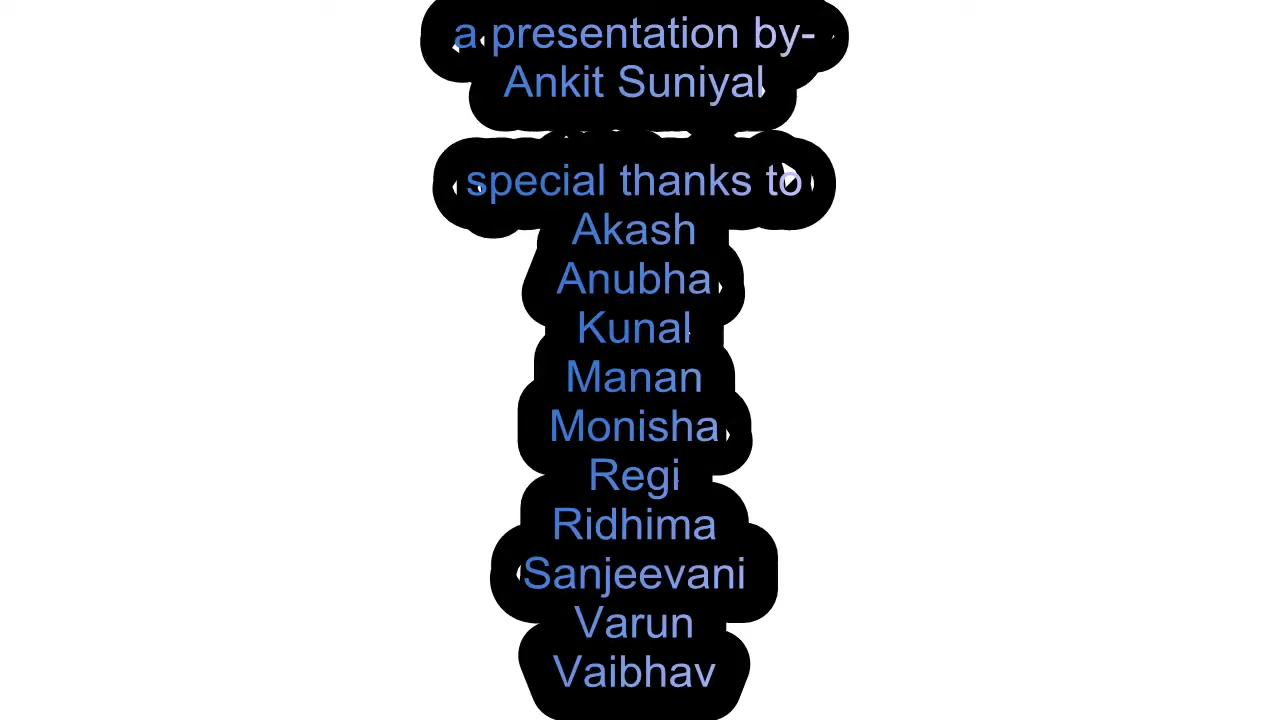 a presentation by-
Ankit Suniyal
special thanks to
Akash
Anubha
Kunal
Manan
Monisha
Regi
Ridhima
Sanjeevani
Varun
Vaibhav